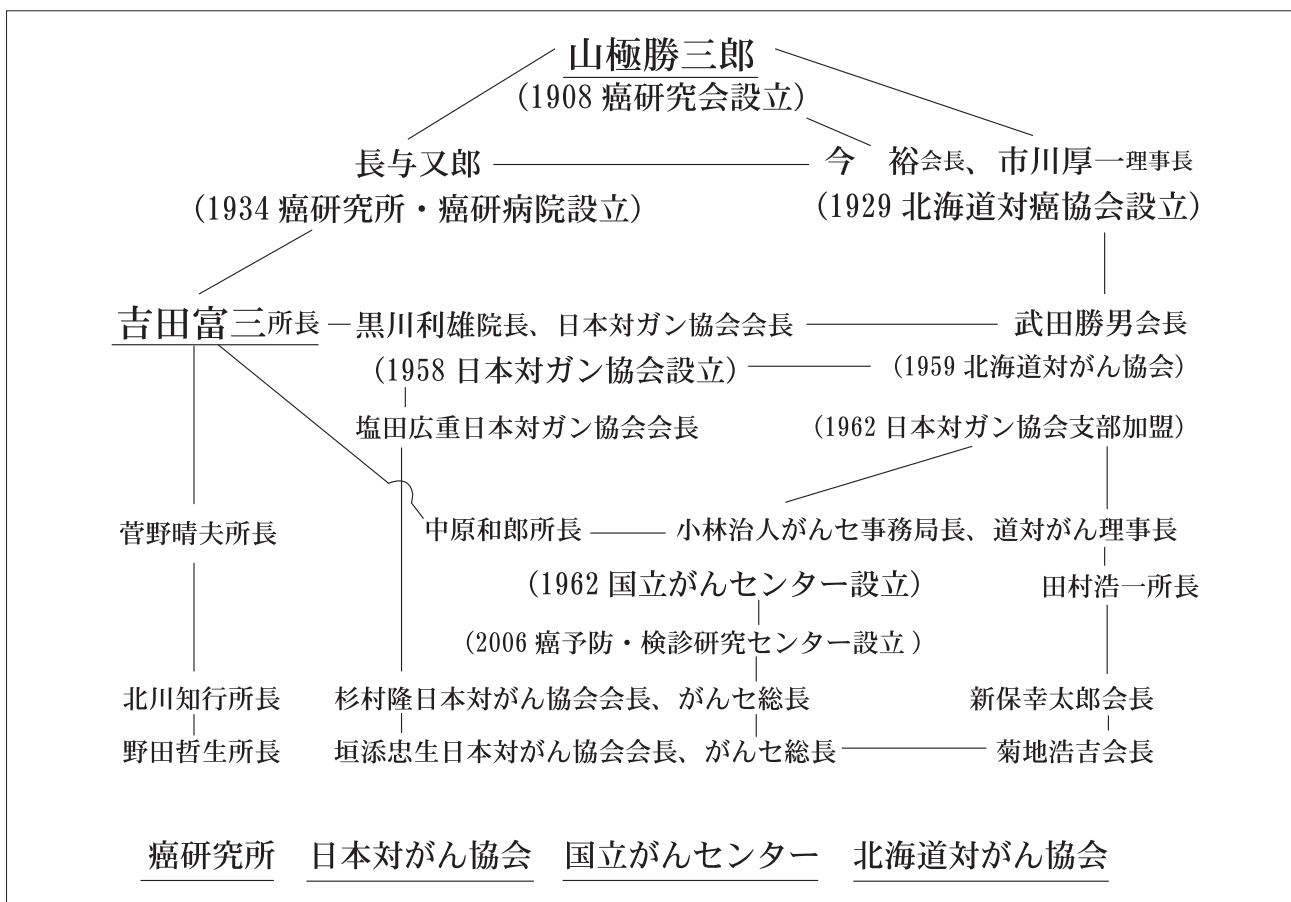 山極勝三郎
(1908 癌研究会設立)
長与又郎 今 裕会長、市川厚一理事長
(1934 癌研究所・癌研病院設立) (1929 北海道対癌協会設立)
吉田富三所長 黒川利雄院長、日本対ガン協会会長 武田勝男会長
(1958 日本対ガン協会設立) (1959 北海道対がん協会)
塩田広重日本対ガン協会会長 (1962 日本対ガン協会支部加盟)
菅野晴夫所長 中原和郎所長 小林治人がんセ事務局長、道対がん理事長
(1962 国立がんセンター設立) 田村浩一所長
(2006 癌予防・検診研究センター設立 )
北川知行所長 杉村隆日本対がん協会会長、がんセ総長 新保幸太郎会長
野田哲生所長 垣添忠生日本対がん協会会長、がんセ総長 菊地浩吉会長
癌研究所 日本対がん協会 国立がんセンター 北海道対がん協会